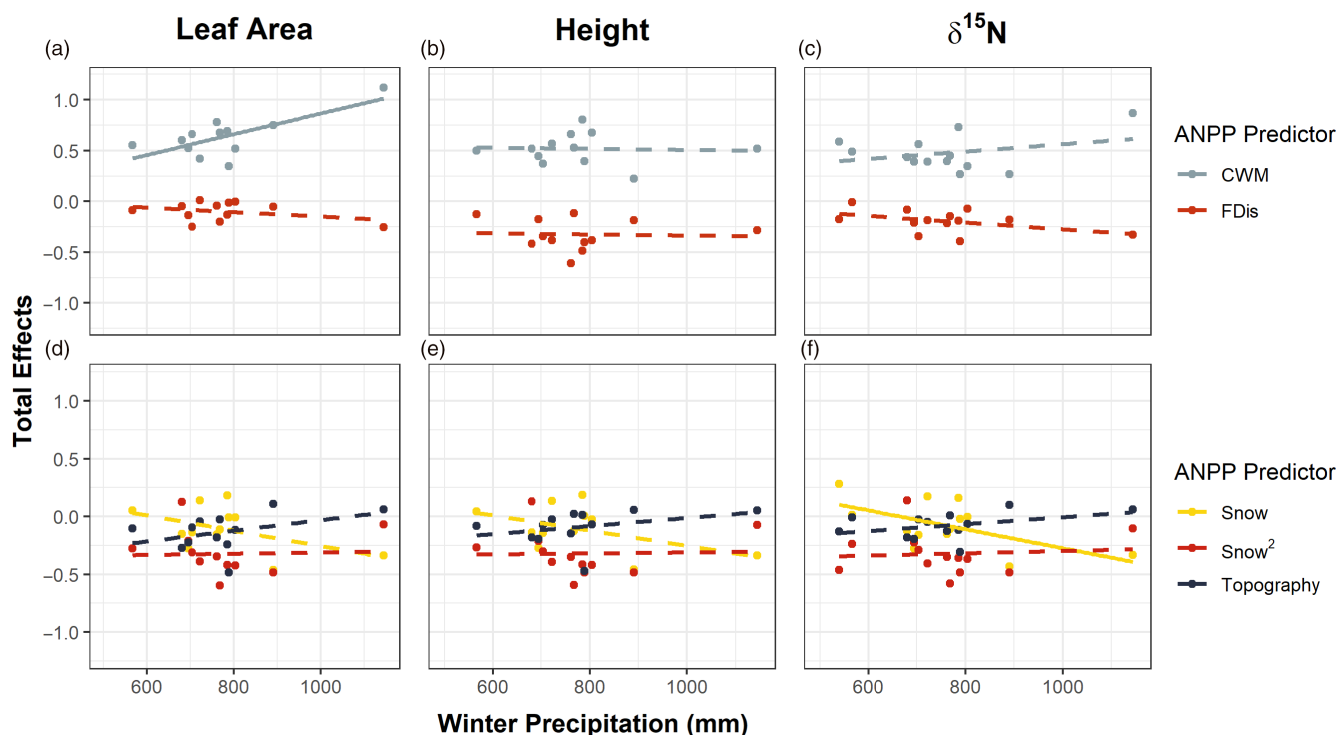 Leaf Area
Height
δ¹⁵N
(a)
(b)
(c)
1.0
0.5
0.0
−0.5
−1.0
ANPP Predictor
CWM
FDis
Total Effects
(d)
(e)
(f)
1.0
0.5
0.0
−0.5
−1.0
ANPP Predictor
Snow
Snow²
Topography
600 800 1000
600 800 1000
600 800 1000
Winter Precipitation (mm)